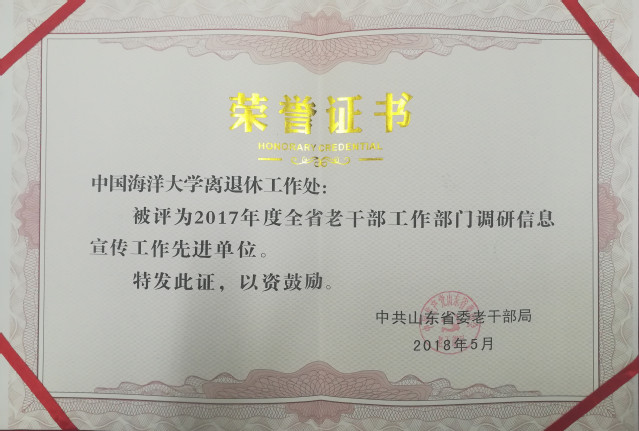 荣誉证书
HONORARY CREDENTIAL
中国海洋大学离退休工作处：
被评为2017年度全省老干部工作部门调研信息
宣传工作先进单位。
特发此证，以资鼓励。
中共山东省委老干部局
2018年5月